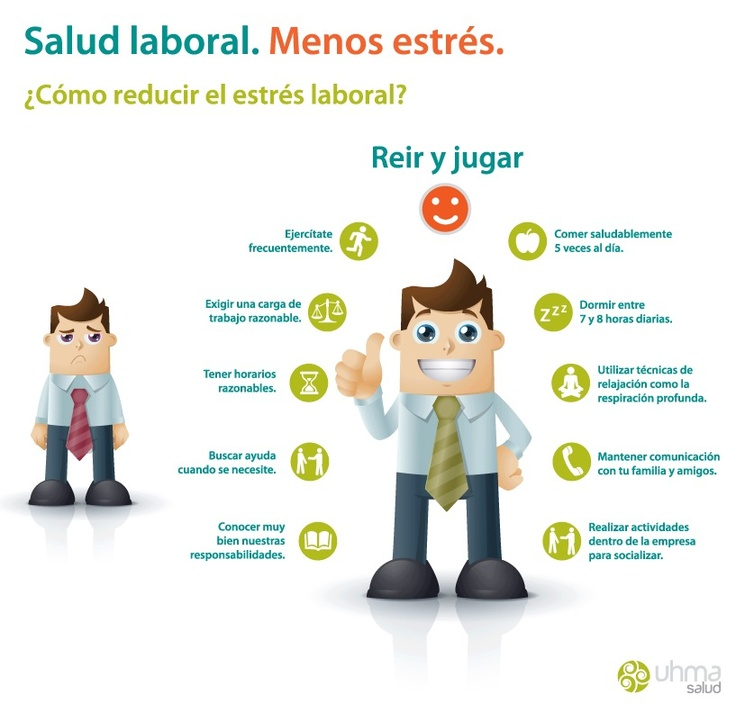 Salud laboral. Menos estrés.
¿Cómo reducir el estrés laboral?
Reir y jugar
Ejercítate
frecuentemente.
Exigir una carga de
trabajo razonable.
Tener horarios
razonables.
Buscar ayuda
cuando se necesite.
Conocer muy
bien nuestras
responsabilidades.
Comer saludablemente
5 veces al día.
zzz
Dormir entre
7 y 8 horas diarias.
Utilizar técnicas de
relajación como la
respiración profunda.
Mantener comunicación
con tu familia y amigos.
Realizar actividades
dentro de la empresa
para socializar.
uhma
salud